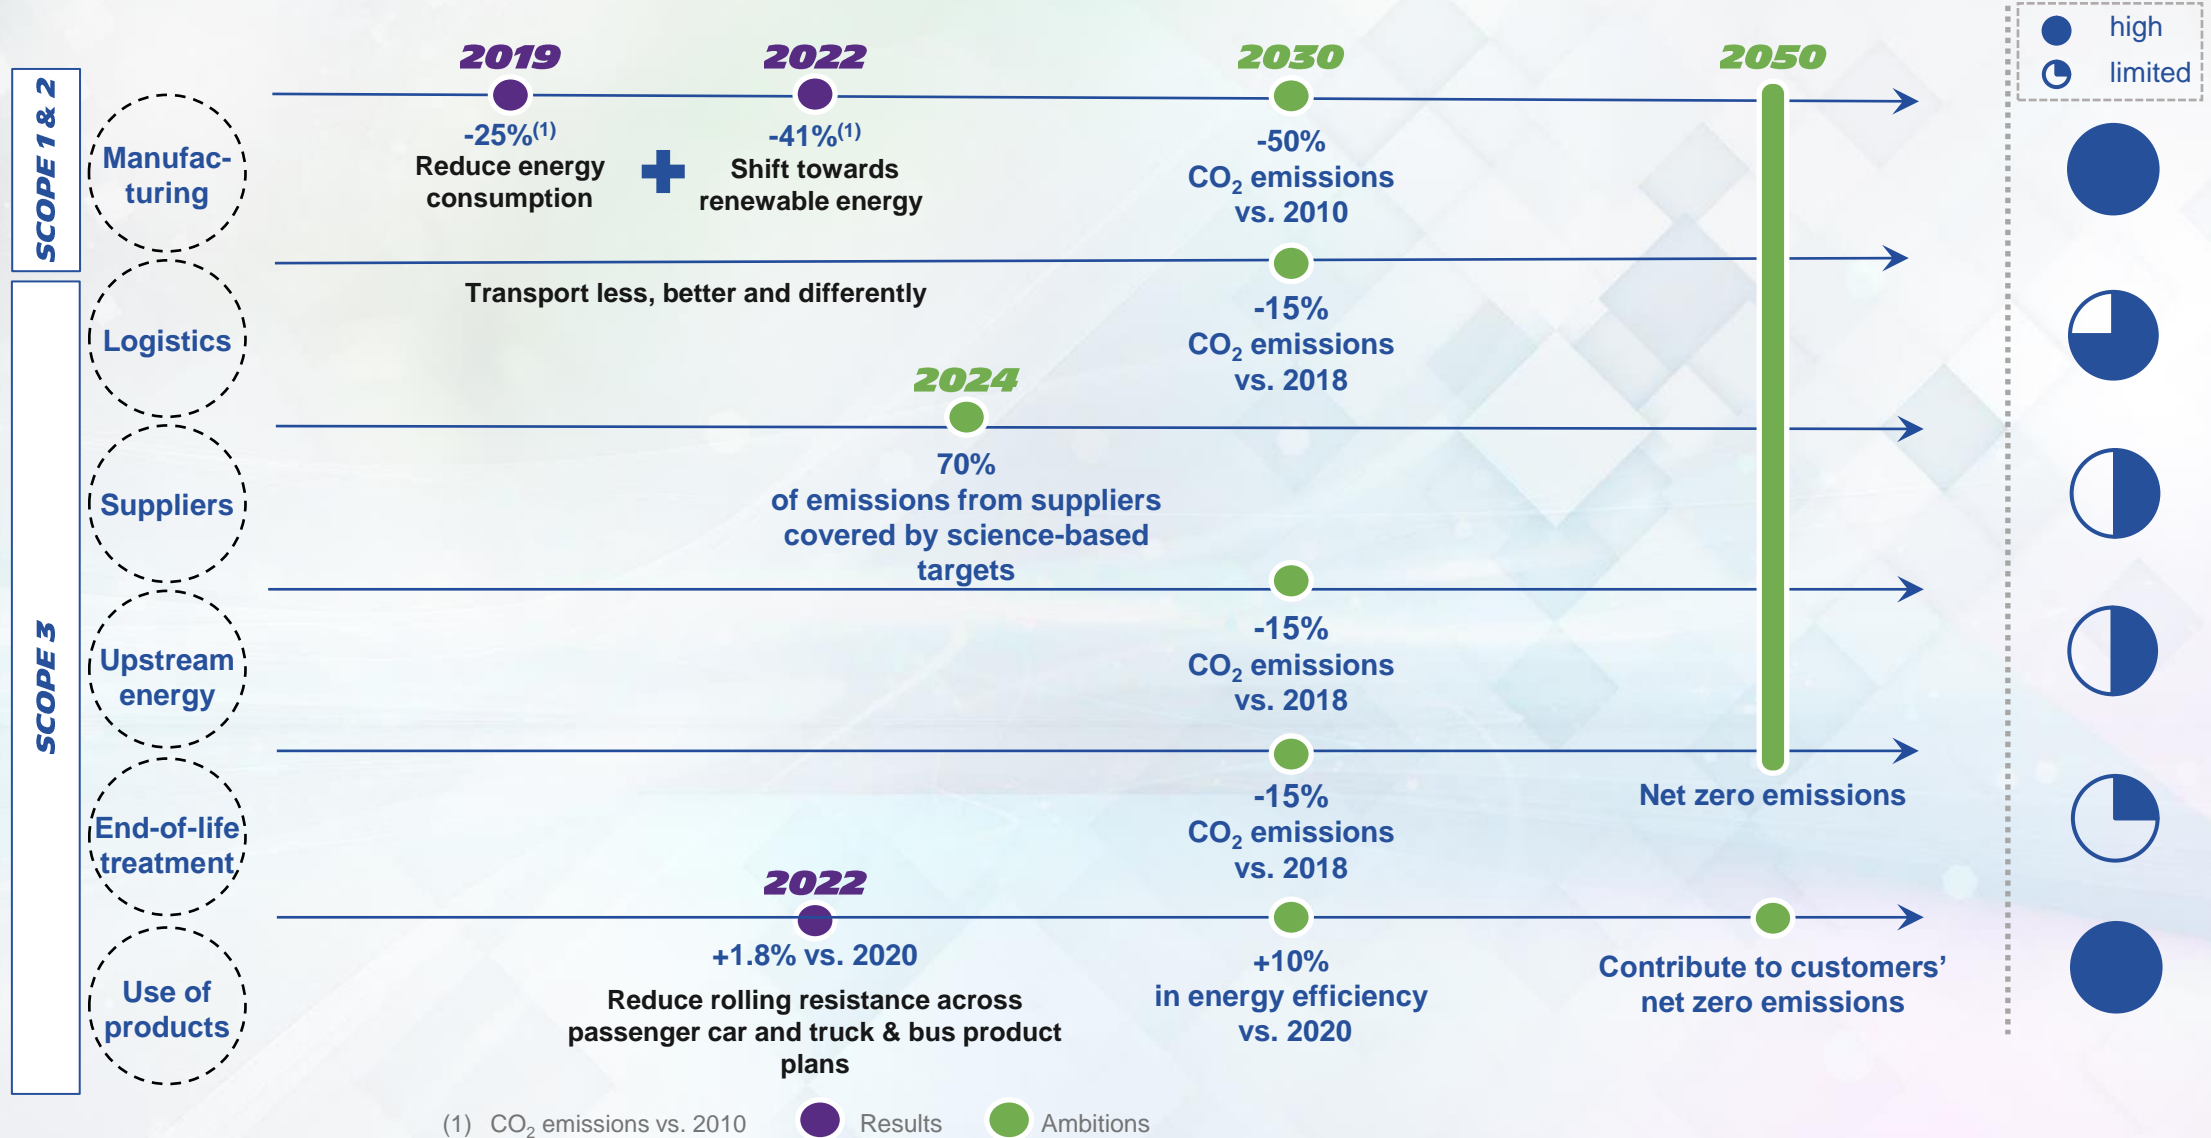 2019
2022
2030
2050
high
limited
SCOPE 1 & 2
Manufac-
turing
-25%(1)
Reduce energy
consumption
-41%(1)
Shift towards
renewable energy
-50%
CO₂ emissions
vs. 2010
SCOPE 3
Logistics
Transport less, better and differently
-15%
CO₂ emissions
vs. 2018
2024
Suppliers
70%
of emissions from suppliers
covered by science-based
targets
Upstream
energy
-15%
CO₂ emissions
vs. 2018
End-of-life
treatment
-15%
CO₂ emissions
vs. 2018
Net zero emissions
2022
Use of
products
+1.8% vs. 2020
Reduce rolling resistance across
passenger car and truck & bus product
plans
+10%
in energy efficiency
vs. 2020
Contribute to customers’
net zero emissions
(1) CO₂ emissions vs. 2010
Results
Ambitions